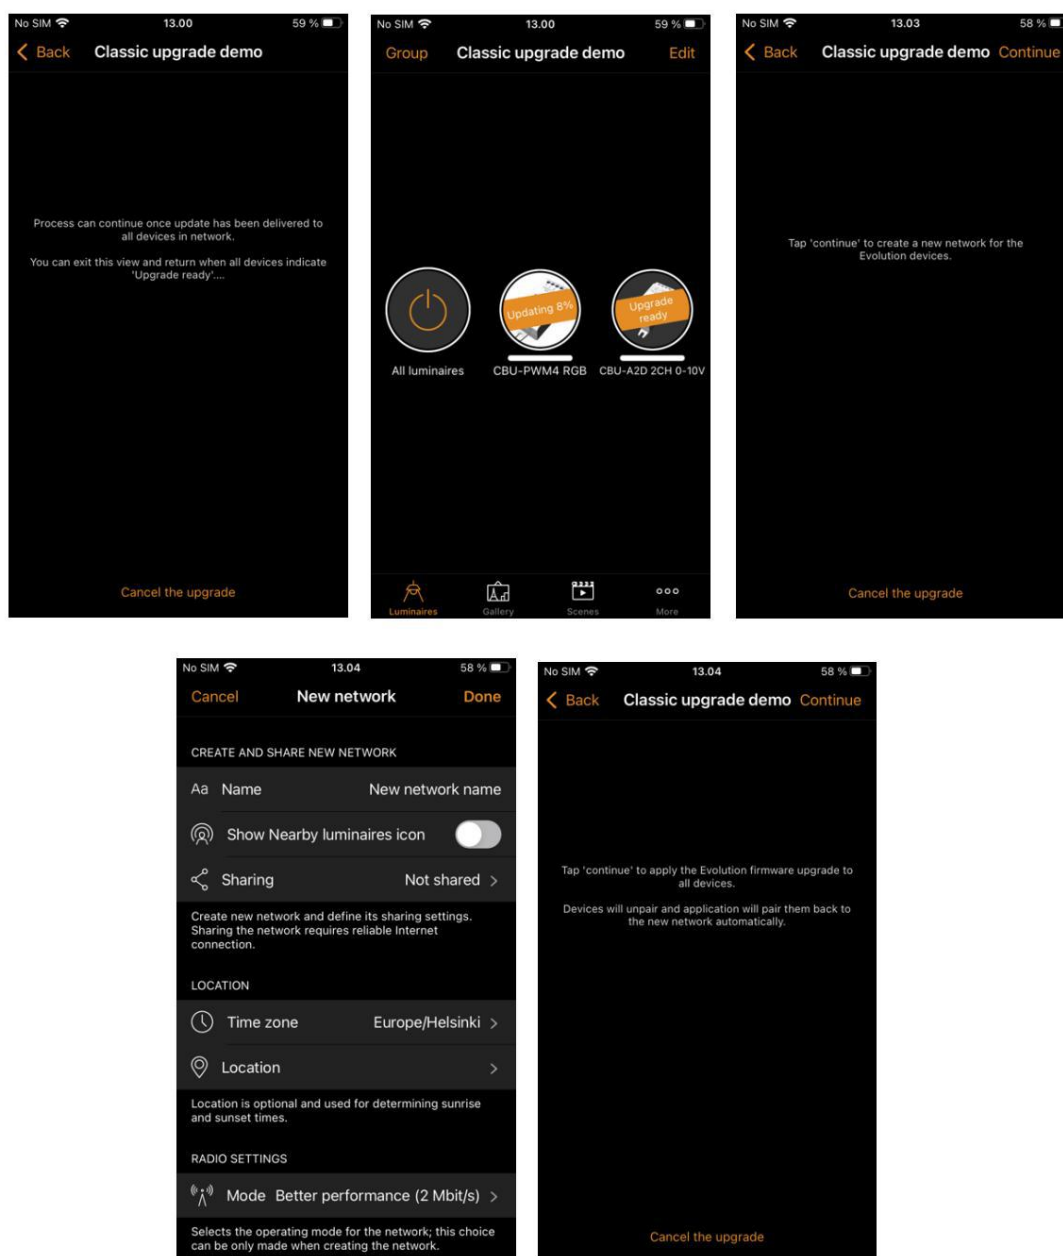 No SIM 13.00 59 %
Back Classic upgrade demo
Process can continue once update has been delivered to
all devices in network.
You can exit this view and return when all devices indicate
'Upgrade ready'....
Cancel the upgrade
No SIM 13.00 59 %
Group Classic upgrade demo Edit
Updating 8%
Upgrade
ready
All luminaires CBU-PWM4 RGB CBU-A2D 2CH 0-10V
Luminaires Gallery Scenes More
No SIM 13.03 58 %
Back Classic upgrade demo Continue
Tap 'continue' to create a new network for the
Evolution devices.
Cancel the upgrade
No SIM 13.04 58 %
Cancel New network Done
CREATE AND SHARE NEW NETWORK
Aa Name New network name
Show Nearby luminaires icon
Sharing Not shared
Create new network and define its sharing settings.
Sharing the network requires reliable Internet
connection.
LOCATION
Time zone Europe/Helsinki
Location
Location is optional and used for determining sunrise
and sunset times.
RADIO SETTINGS
Mode Better performance (2 Mbit/s)
Selects the operating mode for the network; this choice
can be only made when creating the network.
No SIM 13.04 58 %
Back Classic upgrade demo Continue
Tap 'continue' to apply the Evolution firmware upgrade to
all devices.
Devices will unpair and application will pair them back to
the new network automatically.
Cancel the upgrade